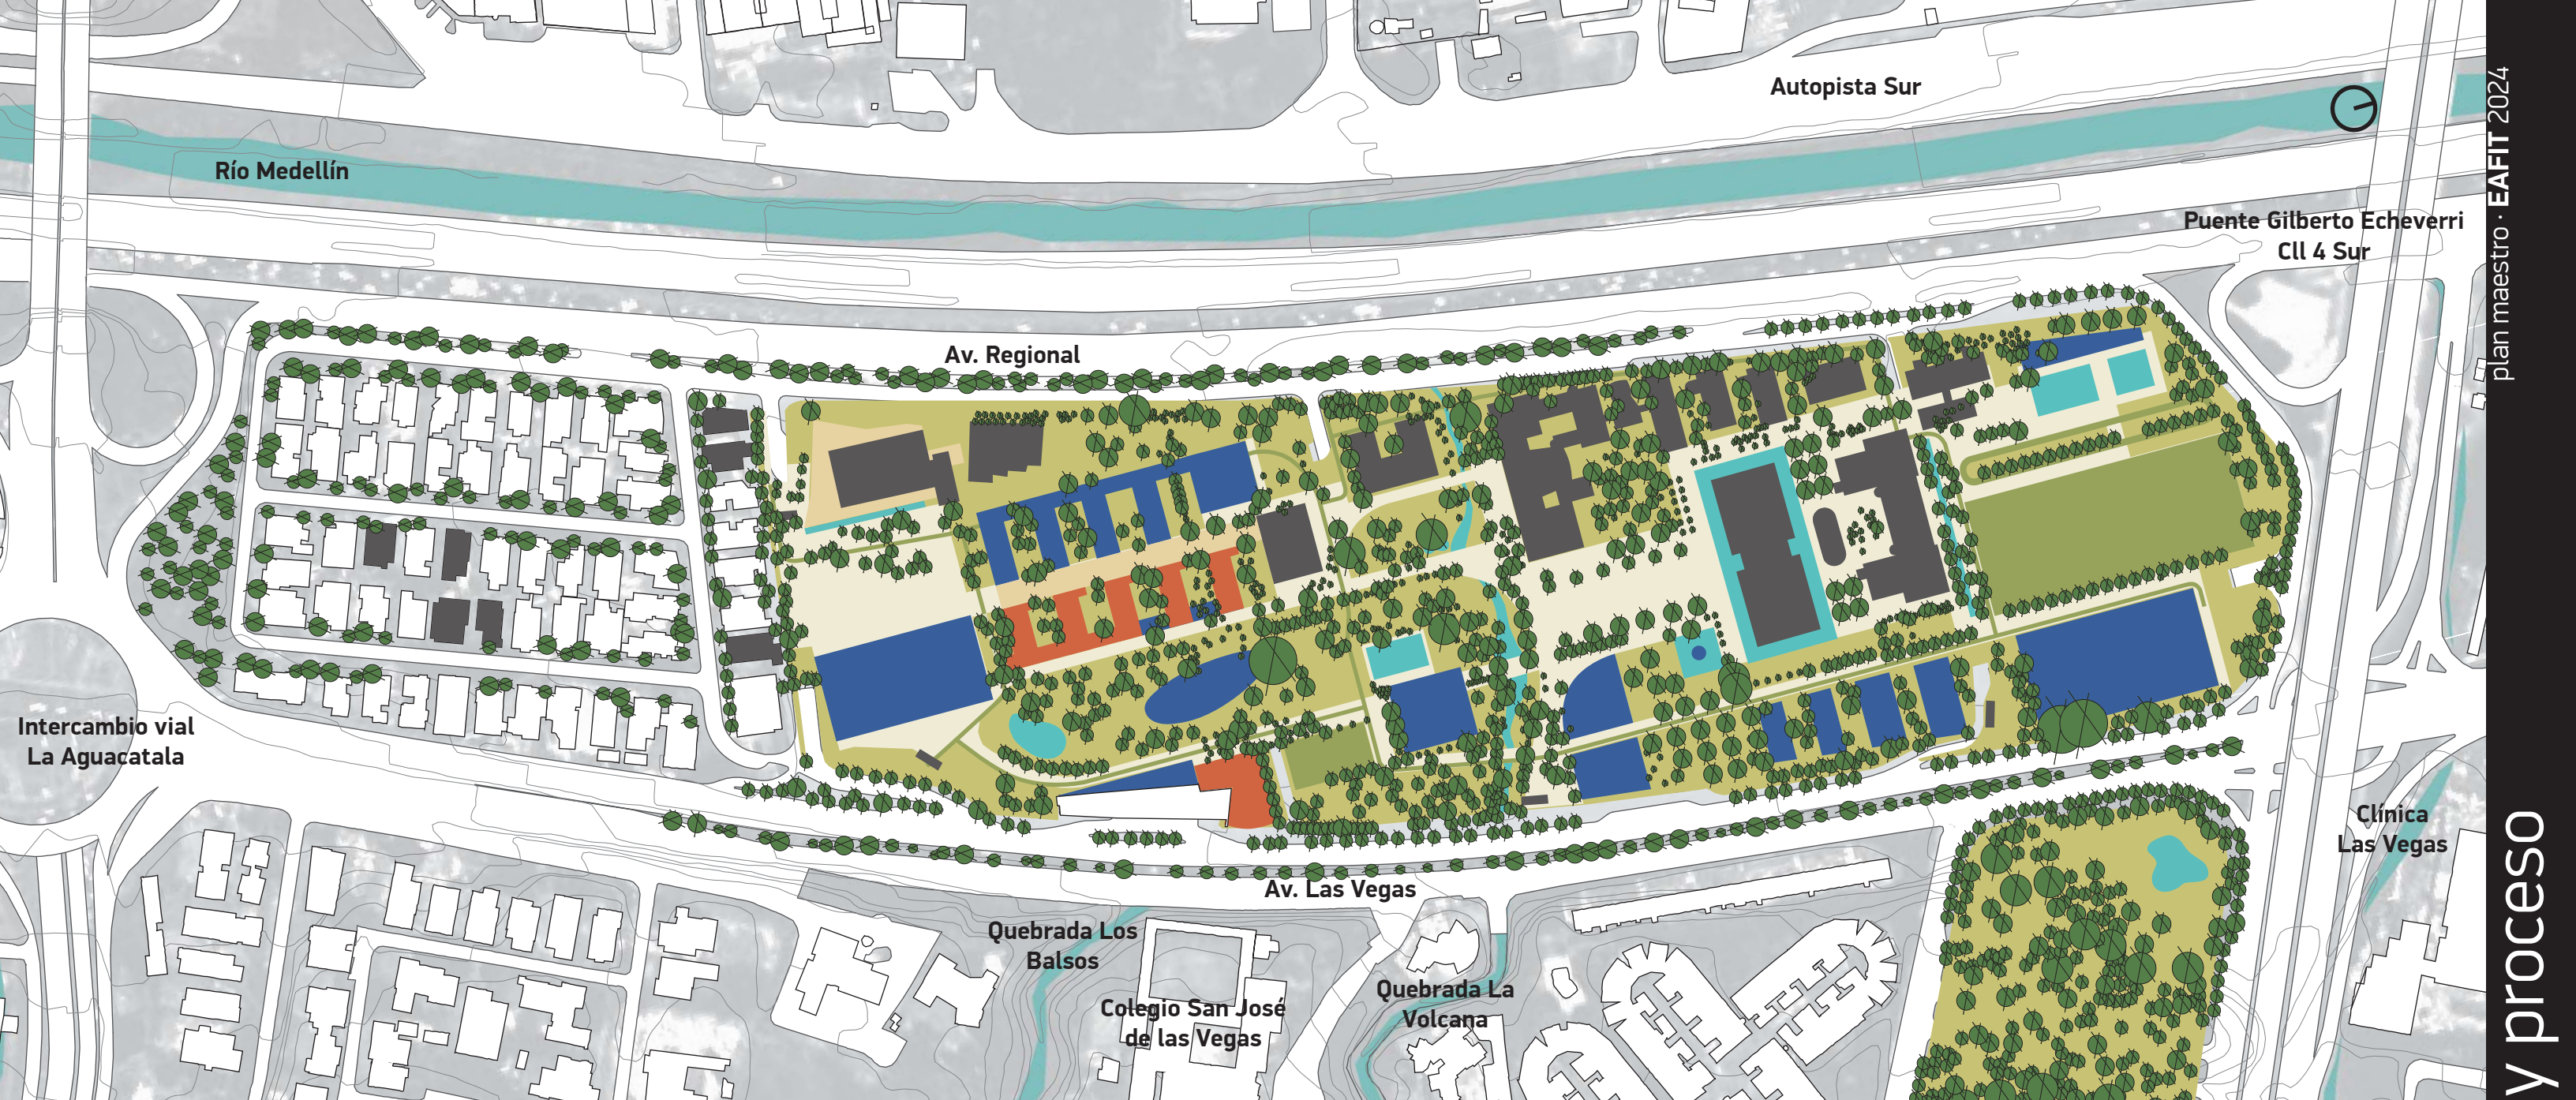 Autopista Sur
Río Medellín
Puente Gilberto Echeverri
Cll 4 Sur
Av. Regional
Intercambio vial
La Aguacatala
Clínica
Las Vegas
Av. Las Vegas
Quebrada Los
Balsos
Colegio San José
de las Vegas
Quebrada La
Volcana
plan maestro · EAFIT 2024
y proceso